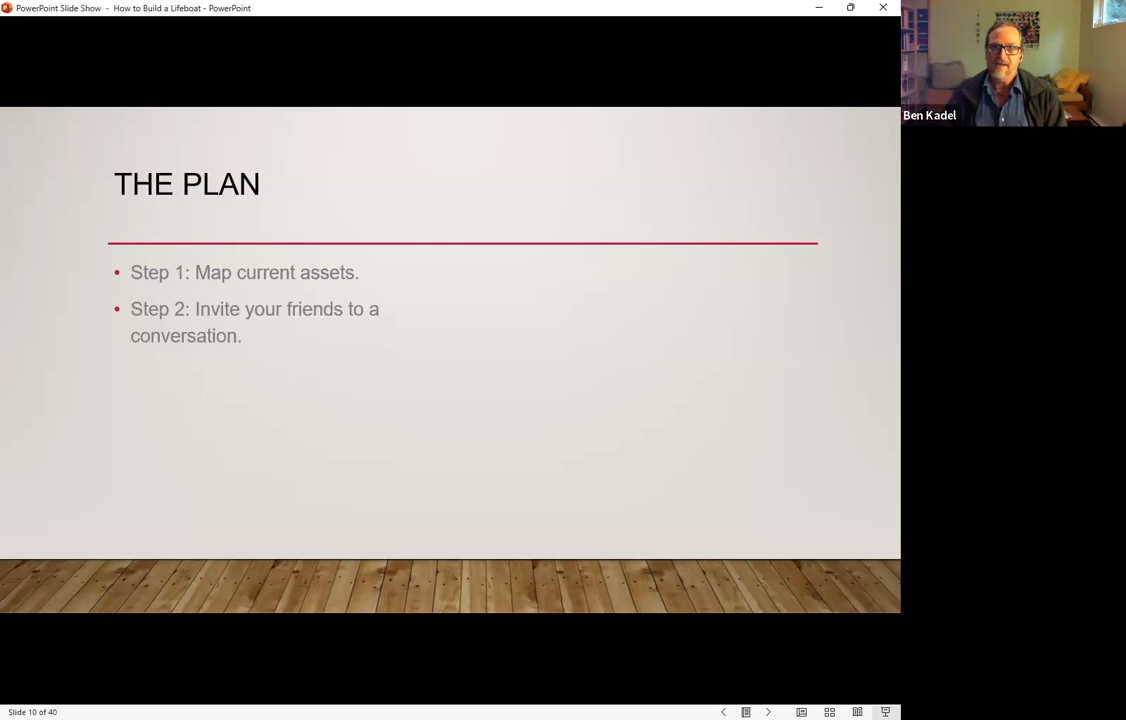 PowerPoint Slide Show - How to Build a Lifeboat - PowerPoint
Ben Kadel
THE PLAN
• Step 1: Map current assets.
• Step 2: Invite your friends to a
conversation.
Slide 10 of 40